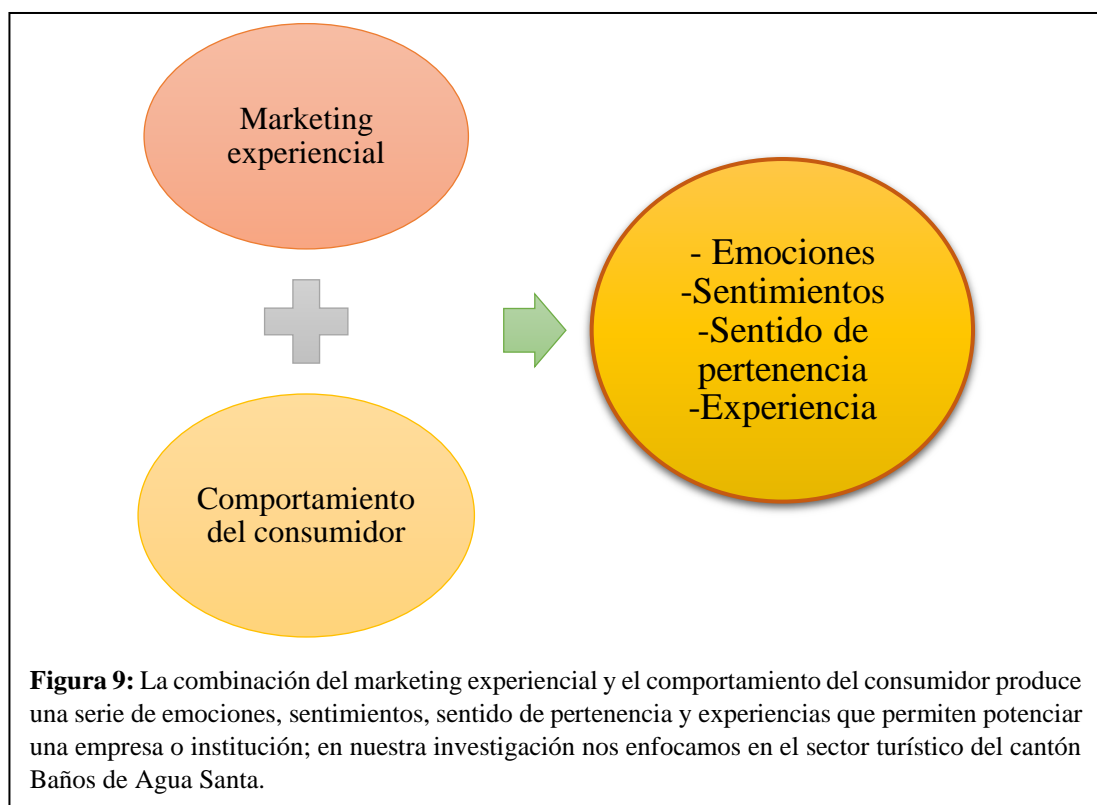 Marketing
experiencial
- Emociones
-Sentimientos
-Sentido de
pertenencia
-Experiencia
Comportamiento
del consumidor
Figura 9: La combinación del marketing experiencial y el comportamiento del consumidor produce
una serie de emociones, sentimientos, sentido de pertenencia y experiencias que permiten potenciar
una empresa o institución; en nuestra investigación nos enfocamos en el sector turístico del cantón
Baños de Agua Santa.